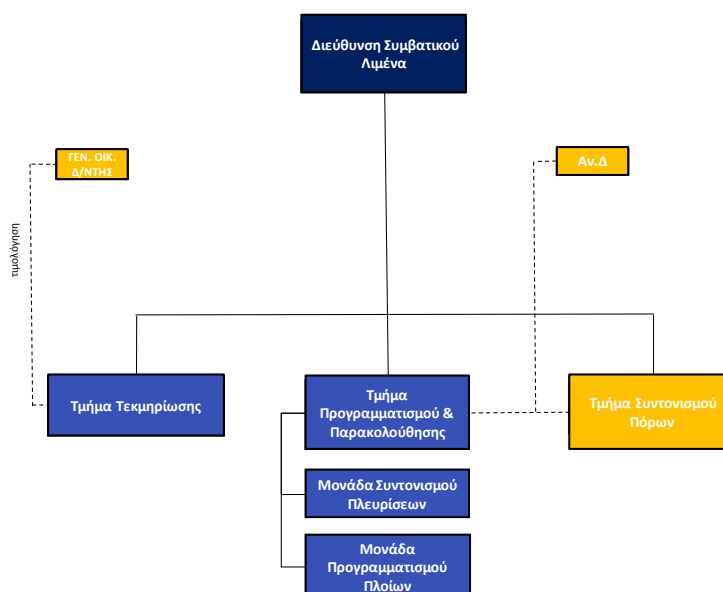 Διεύθυνση Συμβατικού
Λιμένα
ΓΕΝ. ΟΙΚ.
Δ/ΝΤΗΣ
Αν.Δ
τιμολόγηση
Τμήμα Τεκμηρίωσης
Τμήμα
Προγραμματισμού &
Παρακολούθησης
Τμήμα Συντονισμού
Πόρων
Μονάδα Συντονισμού
Πλευρίσεων
Μονάδα
Προγραμματισμού
Πλοίων